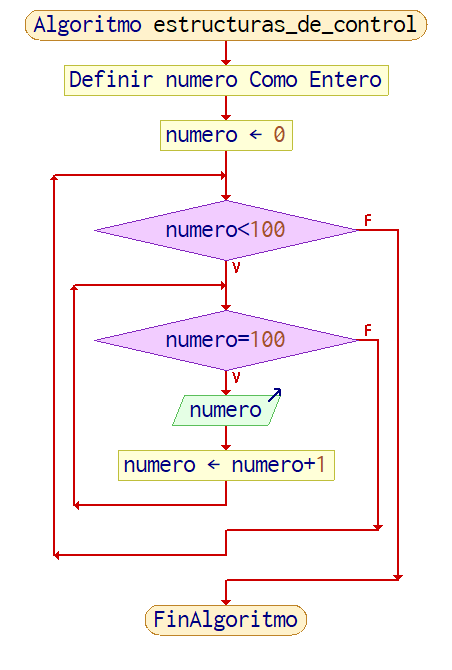 Algoritmo estructuras_de_control
Definir numero Como Entero
numero ← 0
numero<100
F
V
numero=100
F
V
numero
numero ← numero+1
FinAlgoritmo